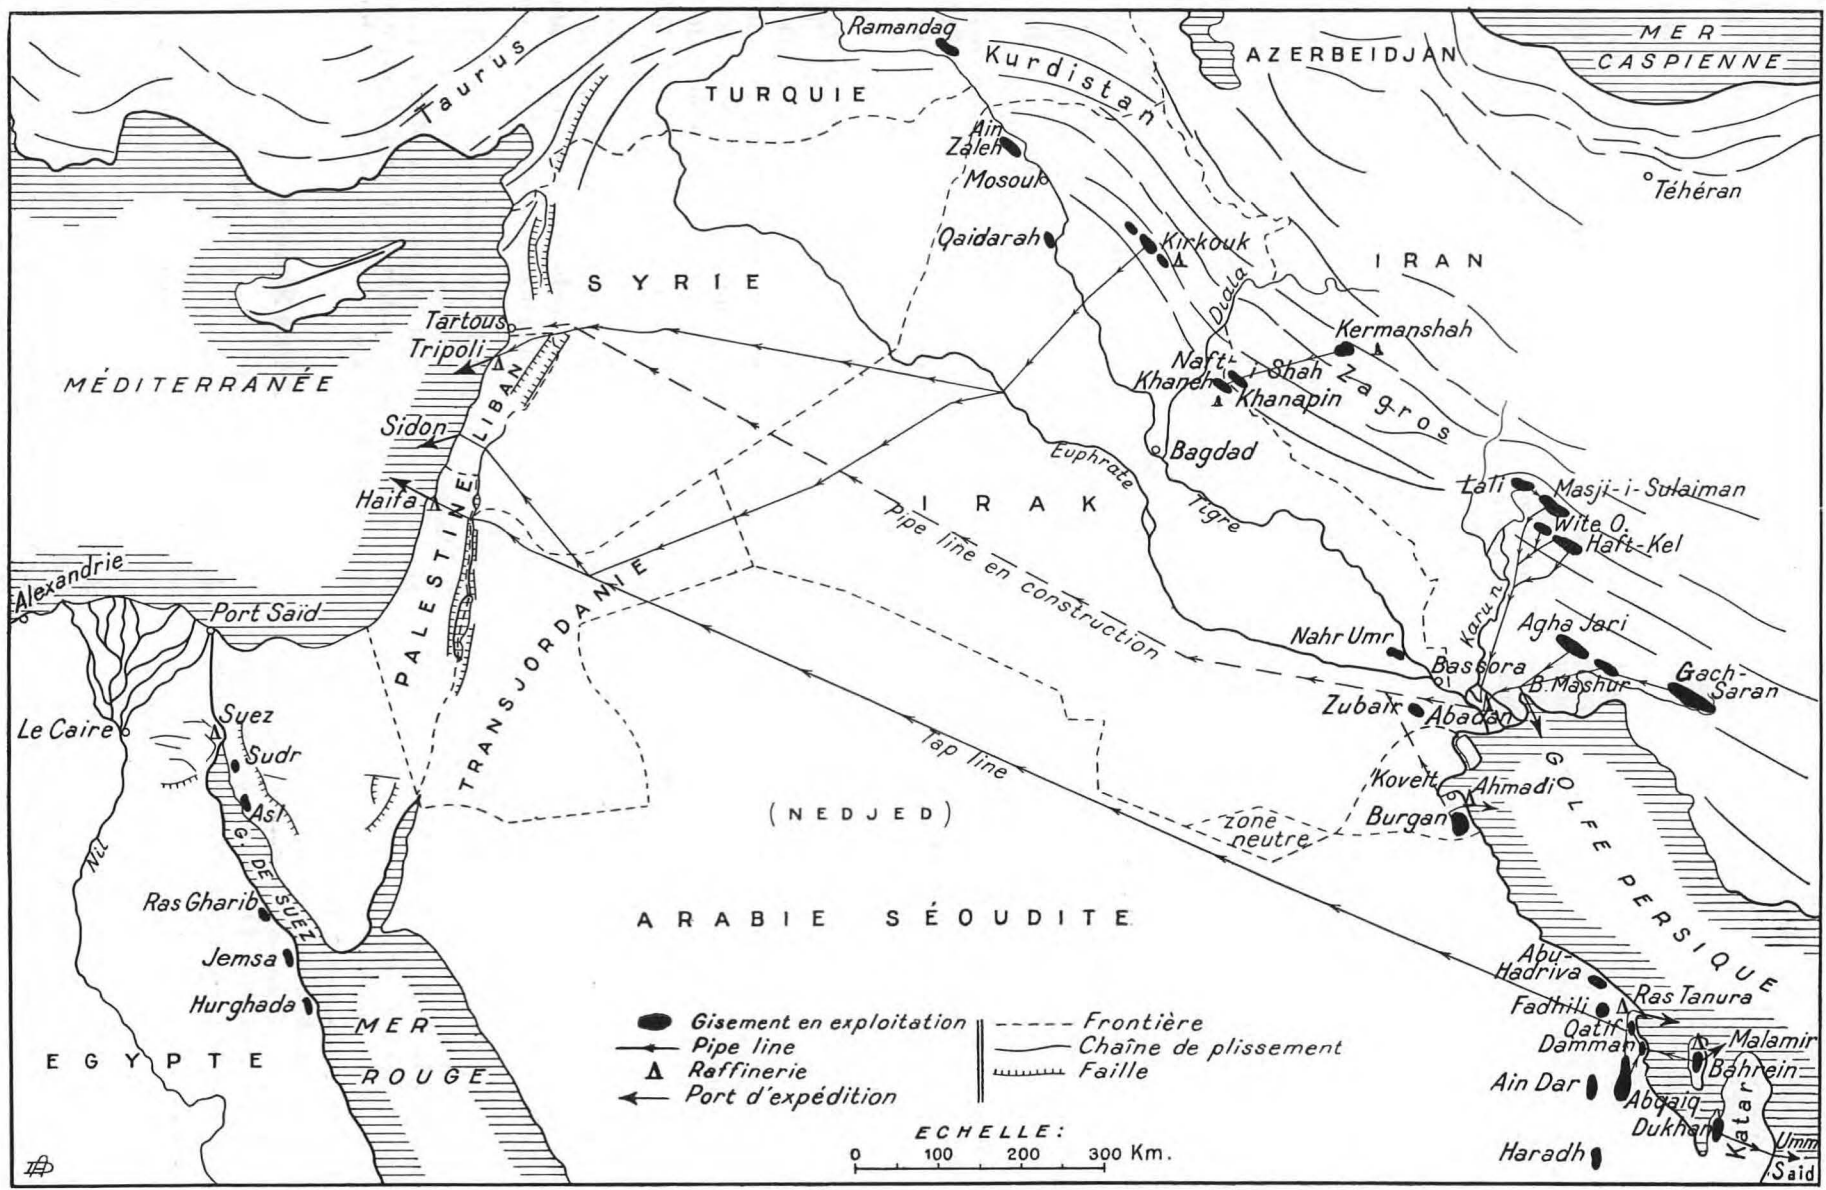 Ramandag
Kurdistan
AZERBEIDJAN
MER
CASPIENNE
Taurus
TURQUIE
Ain
Zaleh
Mosouk
Téhéran
Qaidarah
Kirkouk
IRAN
SYRIE
Diala
Tartous
Tripoli
Kermanshah
MÉDITERRANÉE
LIBAN
Naft
i Shah
Khaneh
Khanapin
Zagros
Sidon
Bagdad
Euphrate
Haifa
IRAK
Tigre
Lali
Masji-i-Sulaiman
Wite O.
Haft-Kel
Pipe line en construction
Alexandrie
Port Saïd
PALESTINE
TRANSJORDANIE
Karun
Nahr Umr
Agha Jari
Bassora
B. Mashur
Gach-
Saran
Zubair
Abadan
Le Caire
Suez
Sudr
Asl
Tap line
Koveit
Ahmadi
Burgan
(NEDJED)
zone
neutre
GOLFE PERSIQUE
Nil
G. DE SUEZ
Ras Gharib
ARABIE SÉOUDITE
Jemsa
Hurghada
Abu-
Hadriva
Fadhili
Ras Tanura
Qatif
Damman
Malamir
Bahrein
Ain Dar
Abqaiq
Dukhan
Katar
Haradh
Umm
Said
MER
ROUGE
EGYPTE
Gisement en exploitation
Pipe line
Raffinerie
Port d'expédition
Frontière
Chaîne de plissement
Faille
ECHELLE:
0 100 200 300 Km.